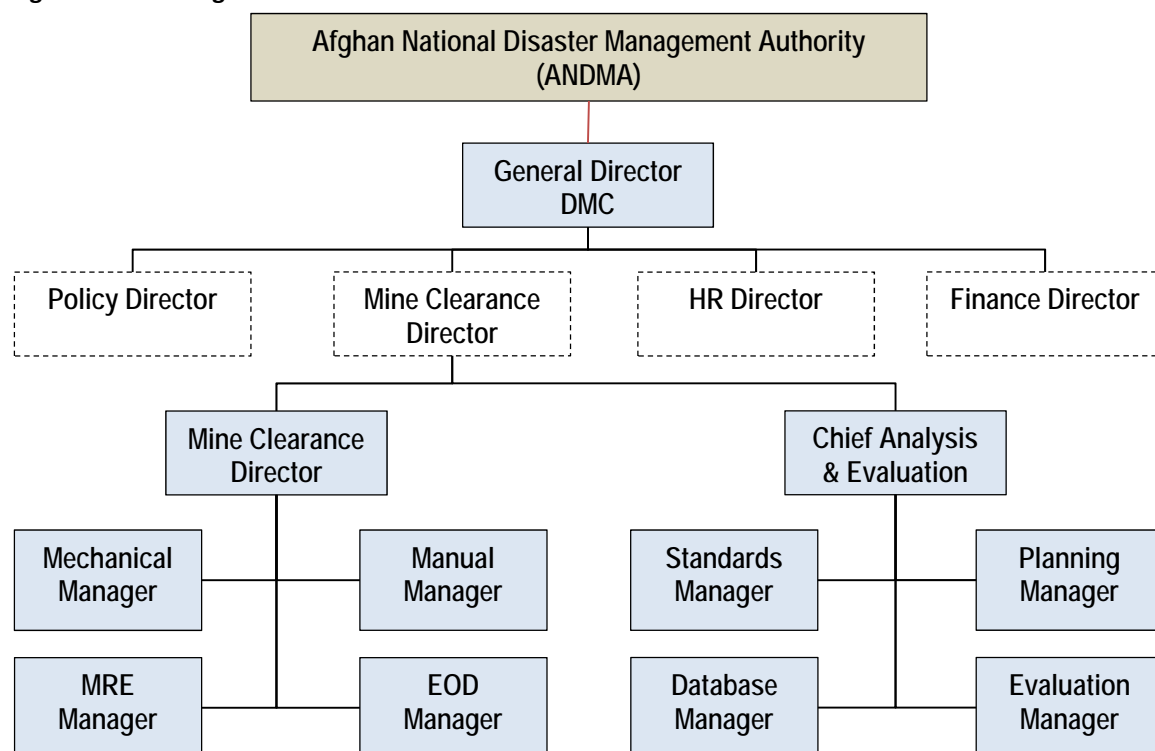 Afghan National Disaster Management Authority
(ANDMA)
General Director
DMC
Policy Director
Mine Clearance
Director
HR Director
Finance Director
Mine Clearance
Director
Chief Analysis
& Evaluation
Mechanical
Manager
Manual
Manager
Standards
Manager
Planning
Manager
MRE
Manager
EOD
Manager
Database
Manager
Evaluation
Manager